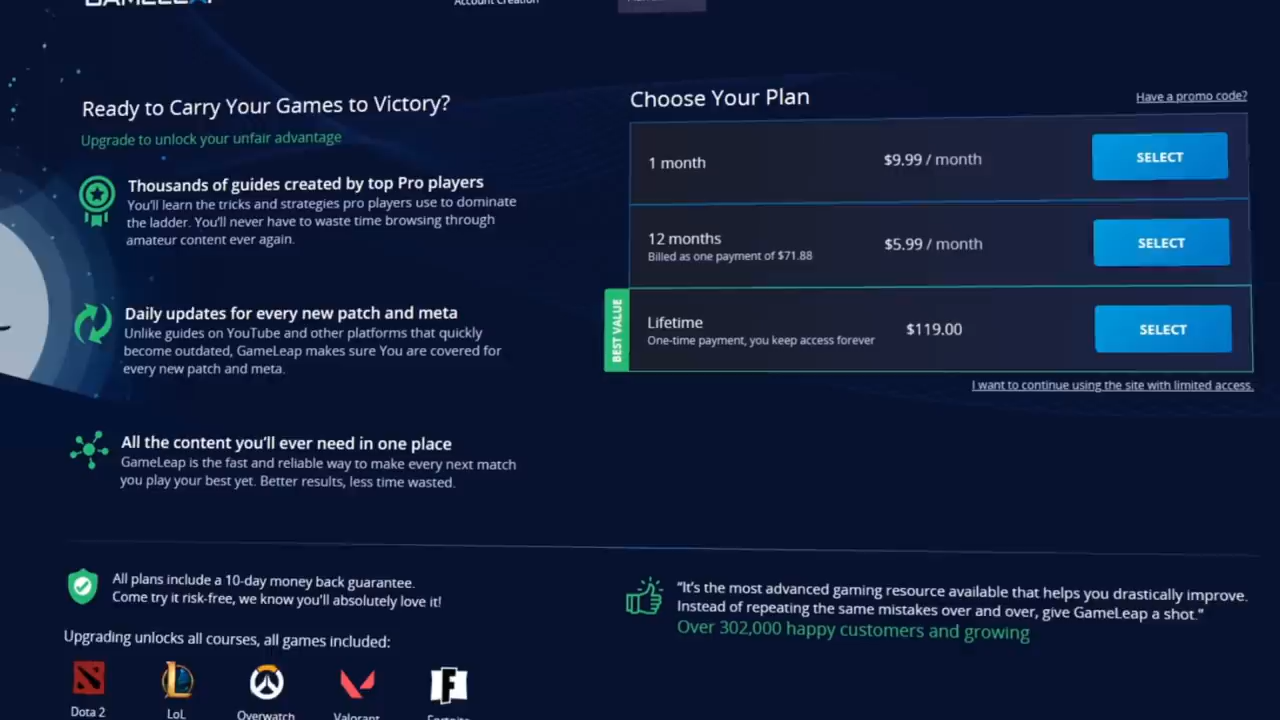 GAMELEAP
Account Creation
Ready to Carry Your Games to Victory?
Upgrade to unlock your unfair advantage
Thousands of guides created by top Pro players
You'll learn the tricks and strategies pro players use to dominate
the ladder. You'll never have to waste time browsing through
amateur content ever again.
Daily updates for every new patch and meta
Unlike guides on YouTube and other platforms that quickly
become outdated, GameLeap makes sure You are covered for
every new patch and meta.
All the content you'll ever need in one place
GameLeap is the fast and reliable way to make every next match
you play your best yet. Better results, less time wasted.
Choose Your Plan
Have a promo code?
1 month
$9.99 / month
SELECT
12 months
Billed as one payment of $71.88
$5.99 / month
SELECT
BEST VALUE
Lifetime
One-time payment, you keep access forever
$119.00
SELECT
I want to continue using the site with limited access.
All plans include a 10-day money back guarantee.
Come try it risk-free, we know you'll absolutely love it!
Upgrading unlocks all courses, all games included:
Dota 2
LoL
Overwatch
Valorant
Fortnite
"It's the most advanced gaming resource available that helps you drastically improve.
Instead of repeating the same mistakes over and over, give GameLeap a shot."
Over 302,000 happy customers and growing